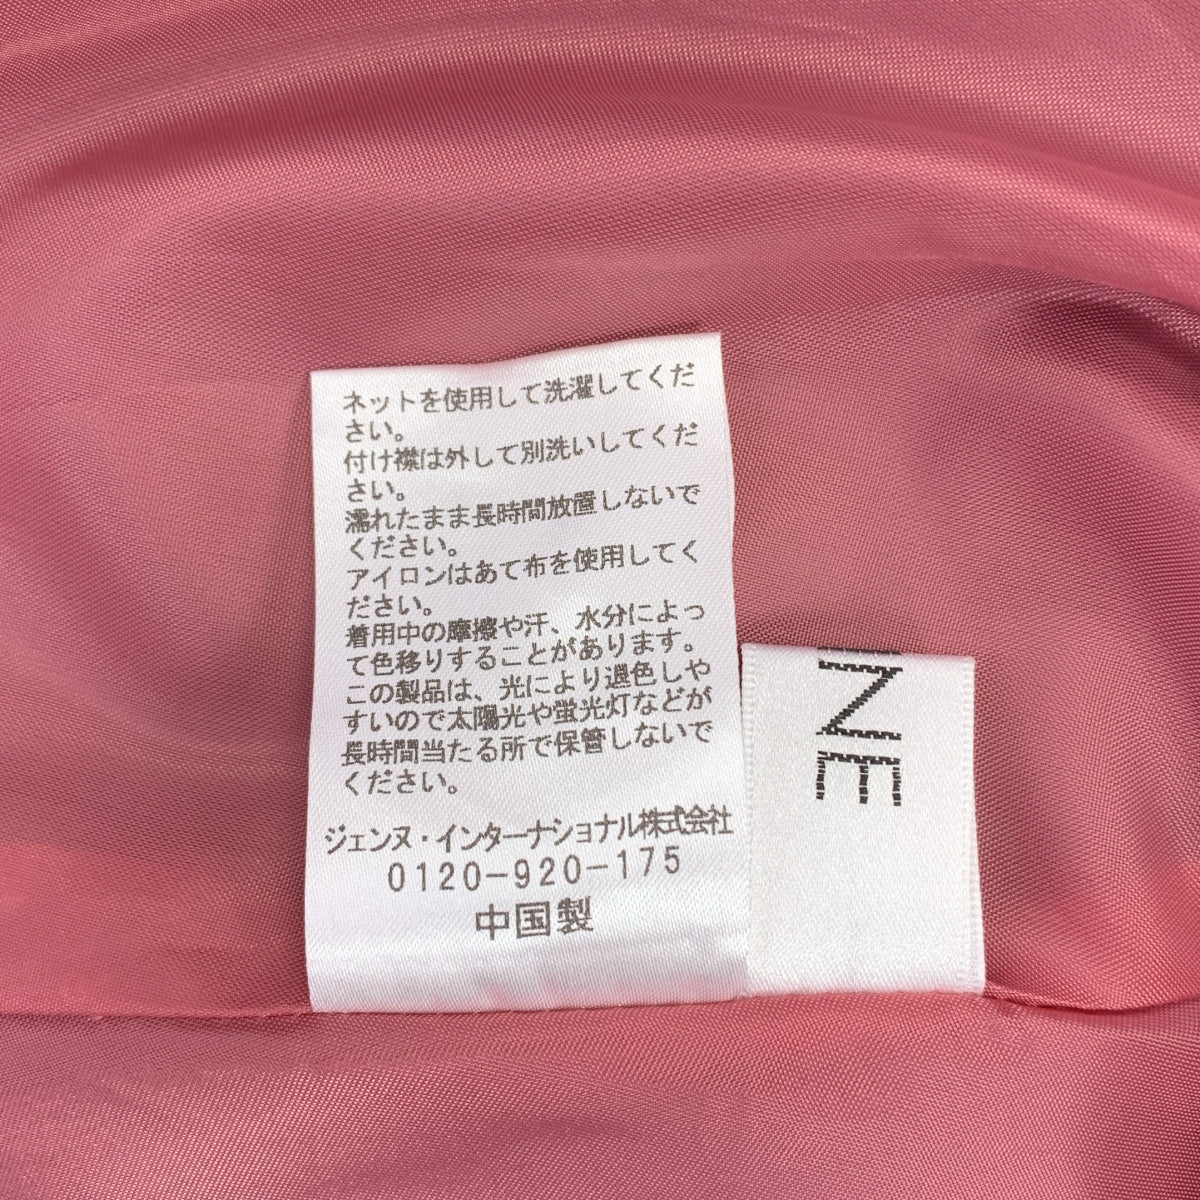 ネットを使用して洗濯してくだ
さい。
付け襟は外して別洗いしてくだ
さい。
濡れたまま長時間放置しないで
ください。
アイロンはあて布を使用してく
ださい。
着用中の摩擦や汗、水分によっ
て色移りすることがあります。
この製品は、光により退色しや
すいので太陽光や蛍光灯などが
長時間当たる所で保管しないで
ください。
ジェンヌ・インターナショナル株式会社
0120-920-175
中国製
NE